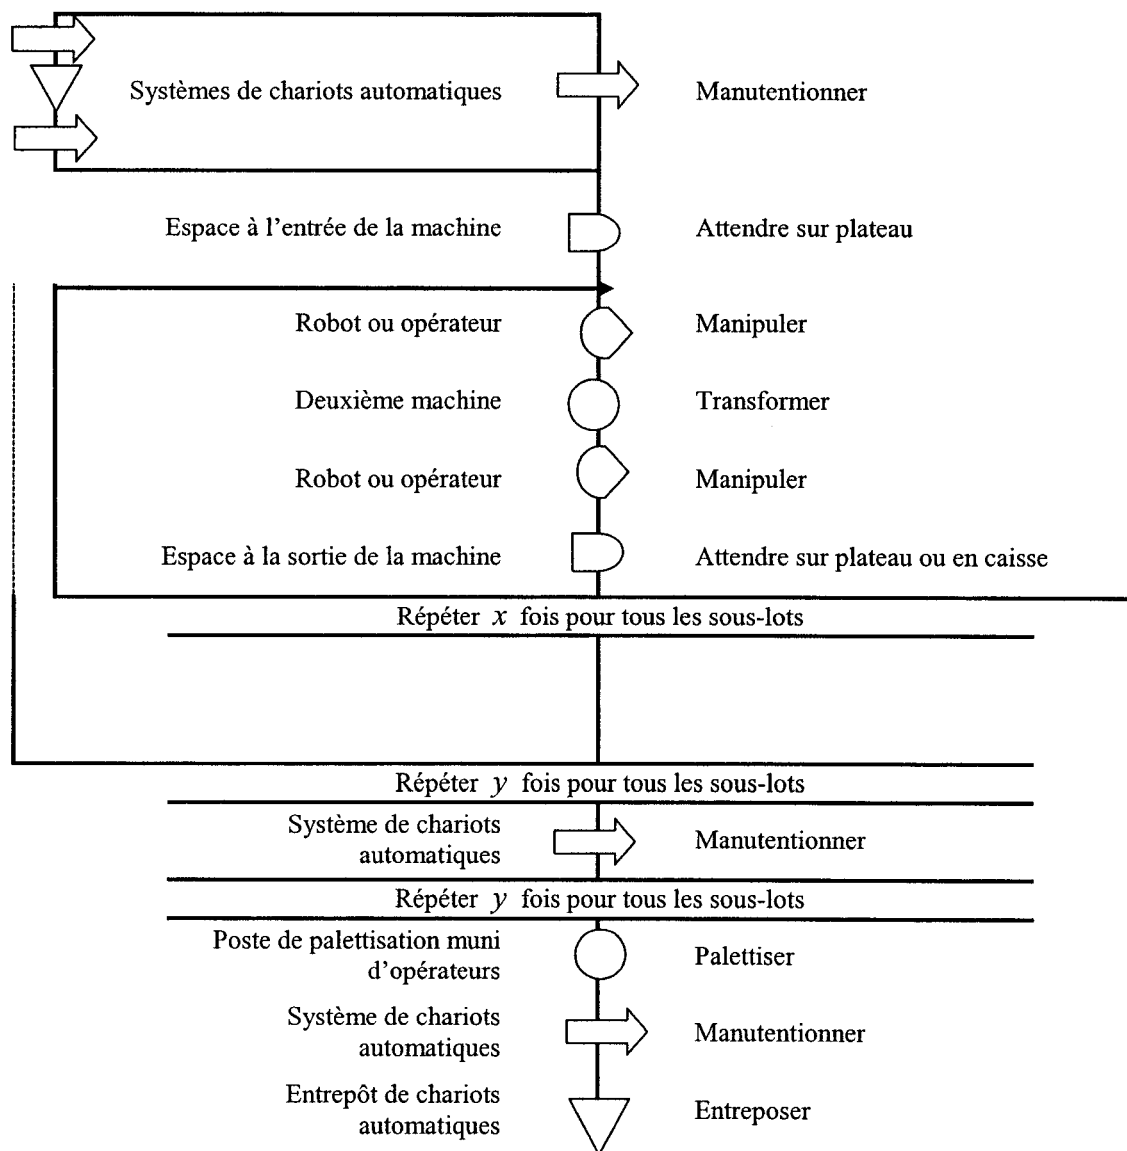 Systèmes de chariots automatiques Manutentionner
Espace à l'entrée de la machine Attendre sur plateau
Robot ou opérateur Manipuler
Deuxième machine Transformer
Robot ou opérateur Manipuler
Espace à la sortie de la machine Attendre sur plateau ou en caisse
Répéter x fois pour tous les sous-lots
Répéter y fois pour tous les sous-lots
Système de chariots
automatiques Manutentionner
Répéter y fois pour tous les sous-lots
Poste de palettisation muni
d'opérateurs Palettiser
Système de chariots
automatiques Manutentionner
Entrepôt de chariots
automatiques Entreposer